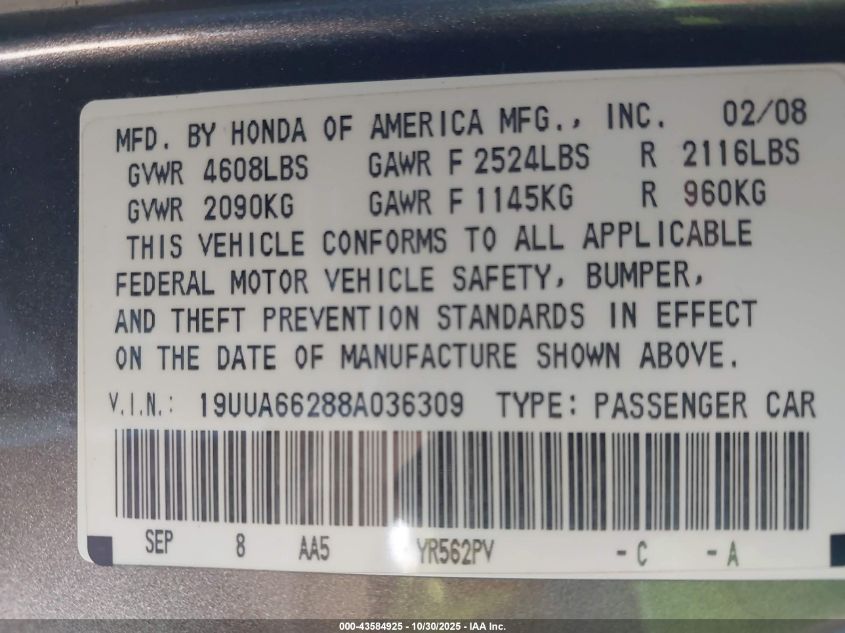 MFD. BY HONDA OF AMERICA MFG., INC. 02/08
GVWR 4608LBS GAWR F 2524LBS R 2116LBS
GVWR 2090KG GAWR F 1145KG R 960KG
THIS VEHICLE CONFORMS TO ALL APPLICABLE
FEDERAL MOTOR VEHICLE SAFETY, BUMPER,
AND THEFT PREVENTION STANDARDS IN EFFECT
ON THE DATE OF MANUFACTURE SHOWN ABOVE.
V.I.N.: 19UUA66288A036309 TYPE: PASSENGER CAR
SEP 8 AA5 YR562PV -C -A
000-43584925 - 10/30/2025 - IAA Inc.